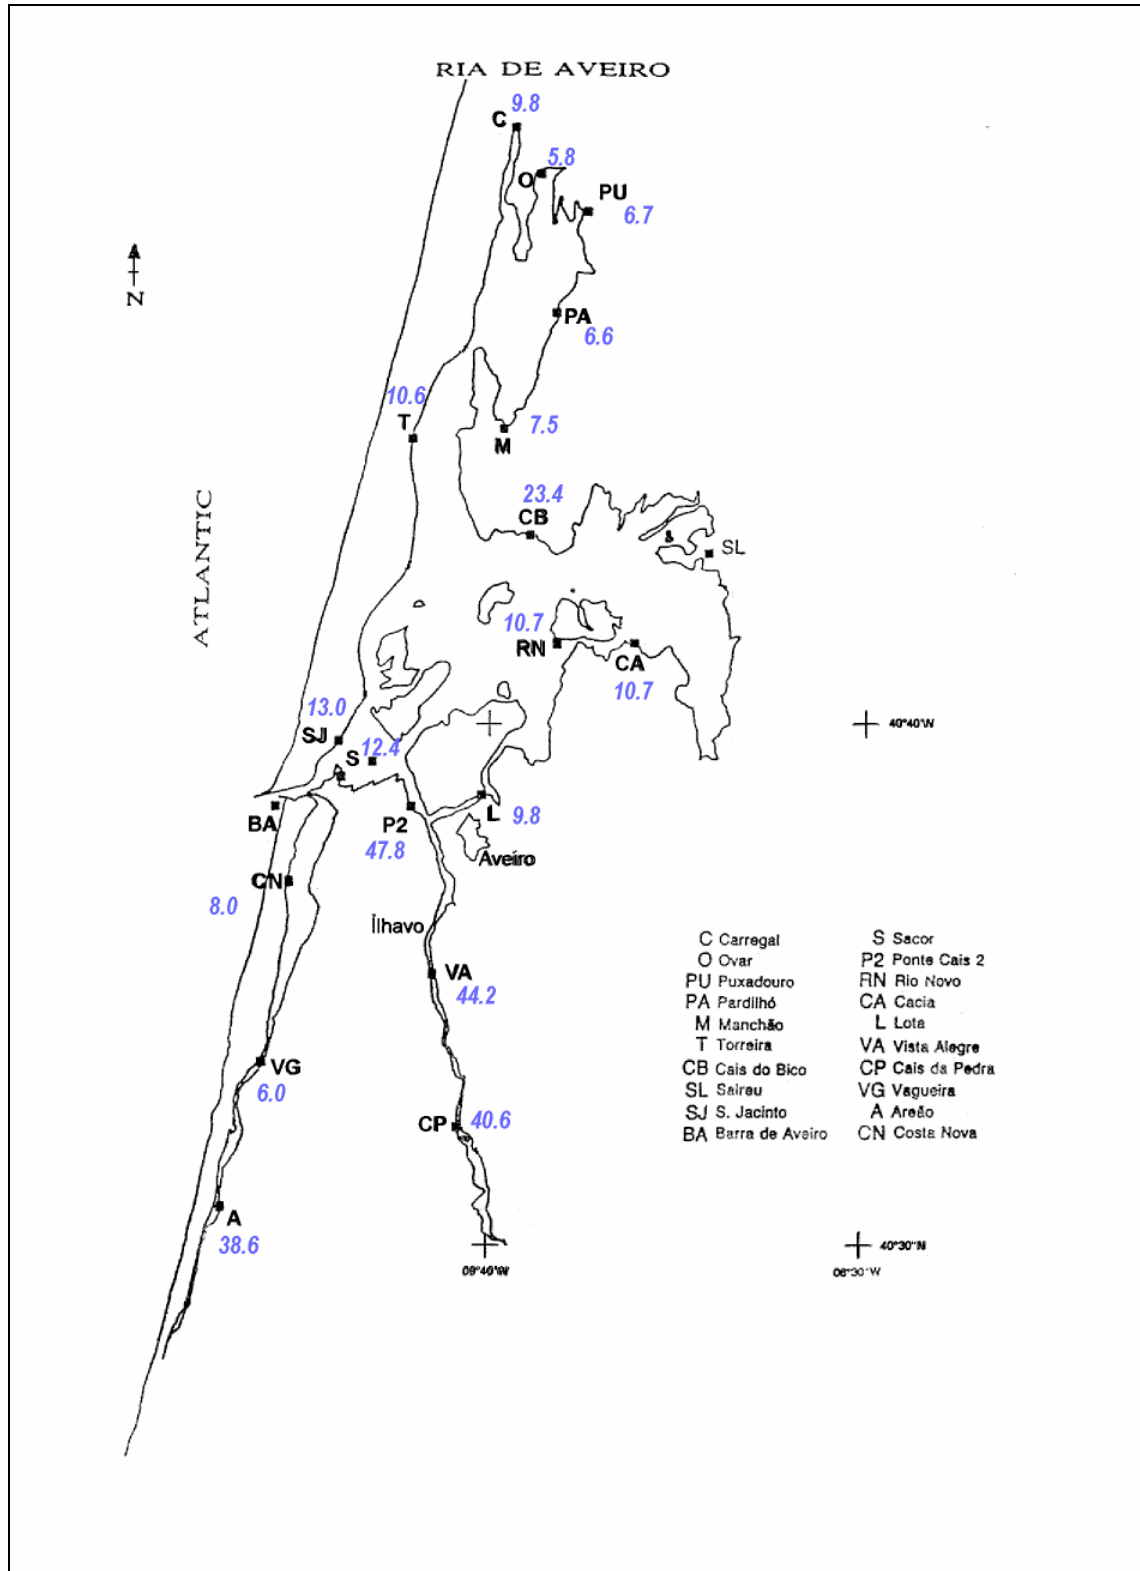 RIA DE AVEIRO
9.8
C
5.8
O
PU
6.7
N
PA
6.6
10.6
T
7.5
M
23.4
CB
ATLANTIC
SL
10.7
RN
CA
10.7
13.0
SJ
12.4
S
40°40'W
BA
P2
L
9.8
47.8
Aveiro
CN
8.0
Ílhavo
VA
44.2
VG
6.0
CP
40.6
A
38.6
C Carregal
O Ovar
PU Puxadouro
PA Pardilhó
M Manchão
T Torreira
CB Cais do Bico
SL Salreu
SJ S. Jacinto
BA Barra de Aveiro
S Sacor
P2 Ponte Cais 2
RN Rio Novo
CA Cacia
L Lota
VA Vista Alegre
CP Cais da Pedra
VG Vagueira
A Areão
CN Costa Nova
40°30''N
09°40'W
08°30'W